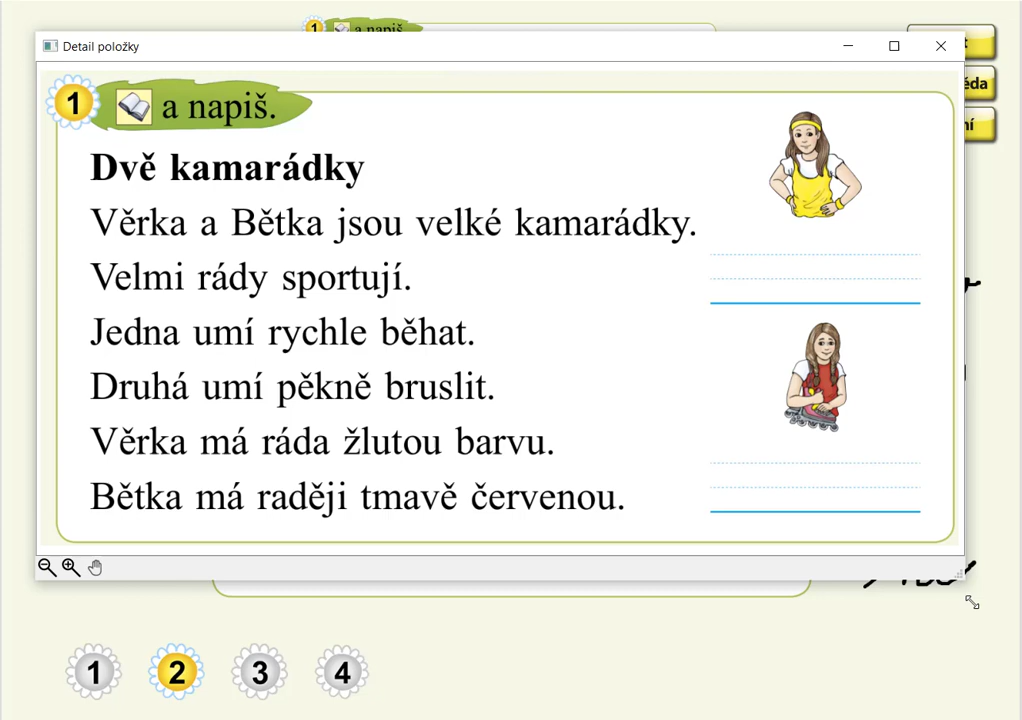 a napiš.
Detail položky
1 a napiš.
Dvě kamarádky
Věrka a Bětka jsou velké kamarádky.
Velmi rády sportují.
Jedna umí rychle běhat.
Druhá umí pěkně bruslit.
Věrka má ráda žlutou barvu.
Bětka má raději tmavě červenou.
1 2 3 4